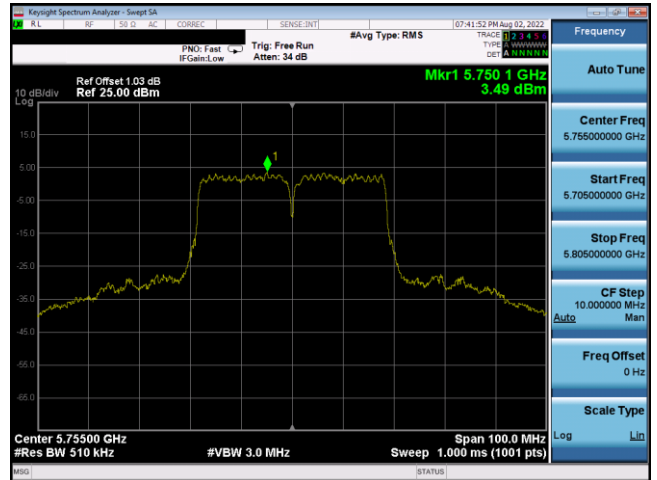 Keysight Spectrum Analyzer - Swept SA
LXI RL RF 50 Ω AC CORREC SENSE:INT 07:41:52 PM Aug 02, 2022
#Avg Type: RMS
TRACE 1 2 3 4 5 6
TYPE A WWWWW
DET A NNNNN
PNO: Fast Trig: Free Run
IFGain:Low Atten: 34 dB
Mkr1 5.750 1 GHz
3.49 dBm
Ref Offset 1.03 dB
10 dB/div Ref 25.00 dBm
Log
15.0
5.00
-5.00
-15.0
-25.0
-35.0
-45.0
-55.0
-65.0
1
Center 5.75500 GHz Span 100.0 MHz
#Res BW 510 kHz #VBW 3.0 MHz Sweep 1.000 ms (1001 pts)
MSG STATUS
Frequency
Auto Tune
Center Freq
5.755000000 GHz
Start Freq
5.705000000 GHz
Stop Freq
5.805000000 GHz
CF Step
10.000000 MHz
Auto Man
Freq Offset
0 Hz
Scale Type
Log Lin